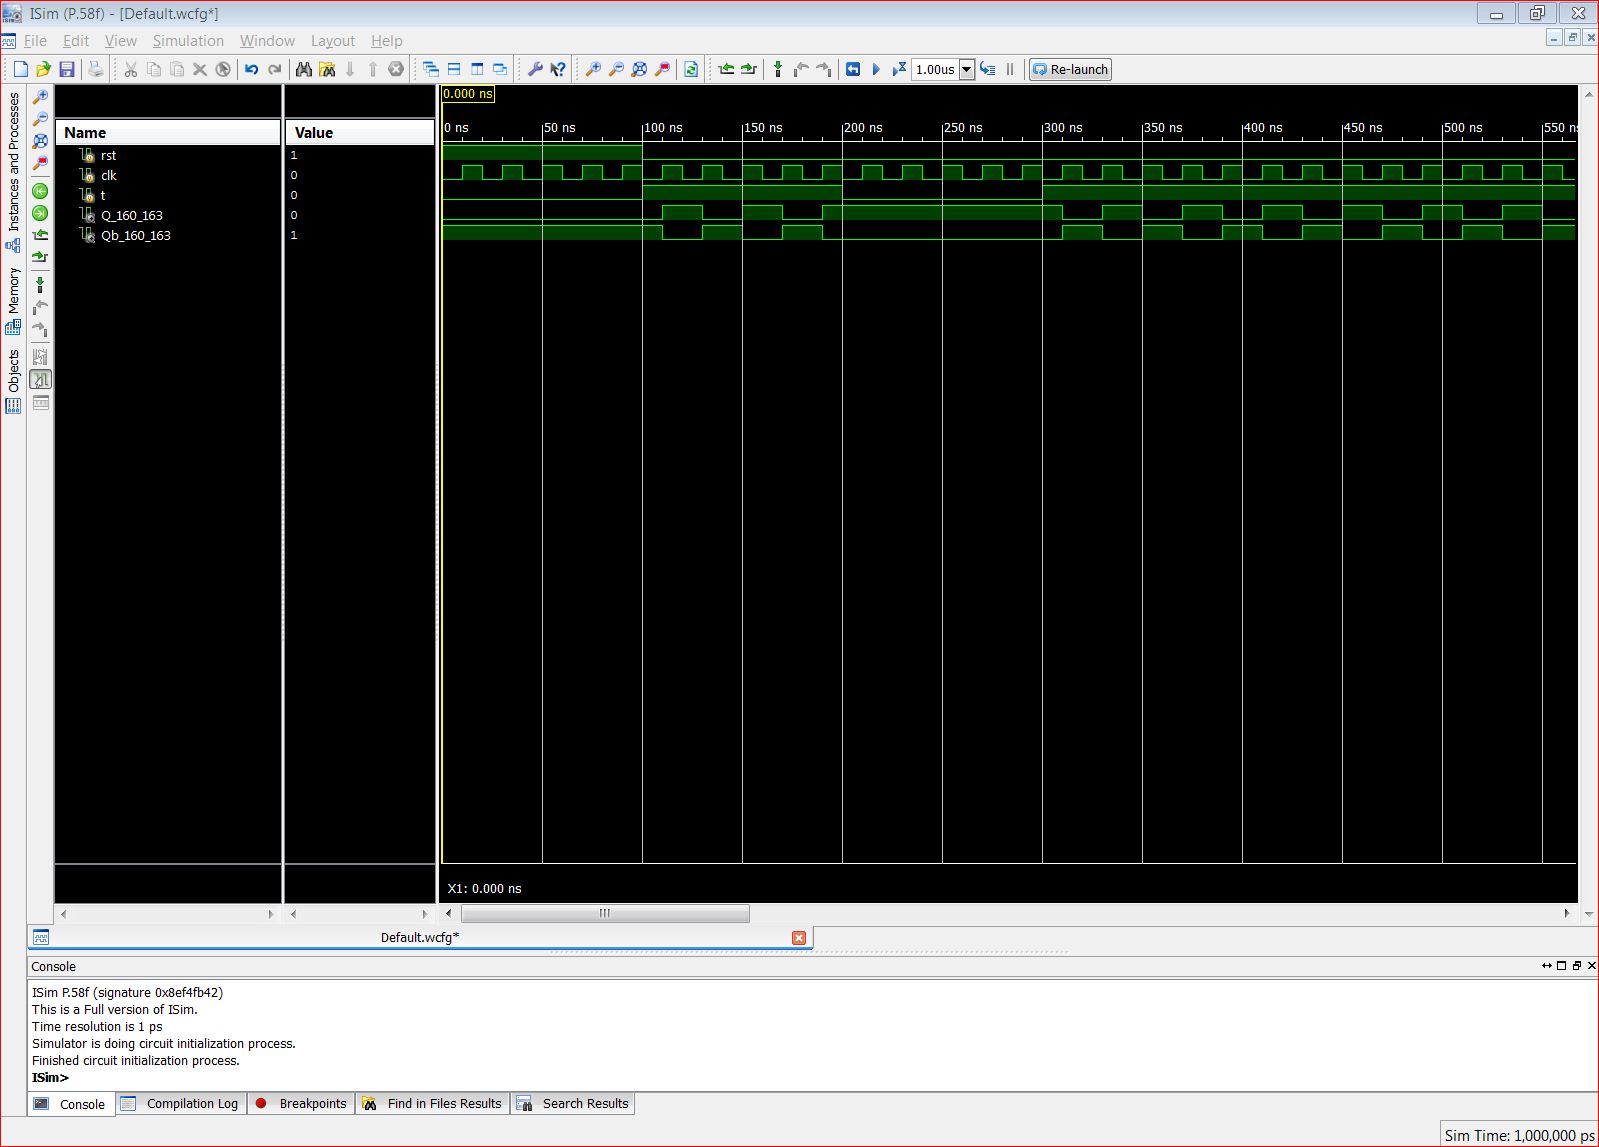 ISim (P.58f) - [Default.wcfg*]
File Edit View Simulation Window Layout Help
1.00us Re-launch
Instances and Processes
Memory
Objects
Name Value
0.000 ns
0 ns 50 ns 100 ns 150 ns 200 ns 250 ns 300 ns 350 ns 400 ns 450 ns 500 ns 550 ns
rst 1
clk 0
t 0
Q_160_163 0
Qb_160_163 1
X1: 0.000 ns
Default.wcfg*
Console
ISim P.58f (signature 0x8ef4fb42)
This is a Full version of ISim.
Time resolution is 1 ps
Simulator is doing circuit initialization process.
Finished circuit initialization process.
ISim>
Console Compilation Log Breakpoints Find in Files Results Search Results
Sim Time: 1,000,000 ps